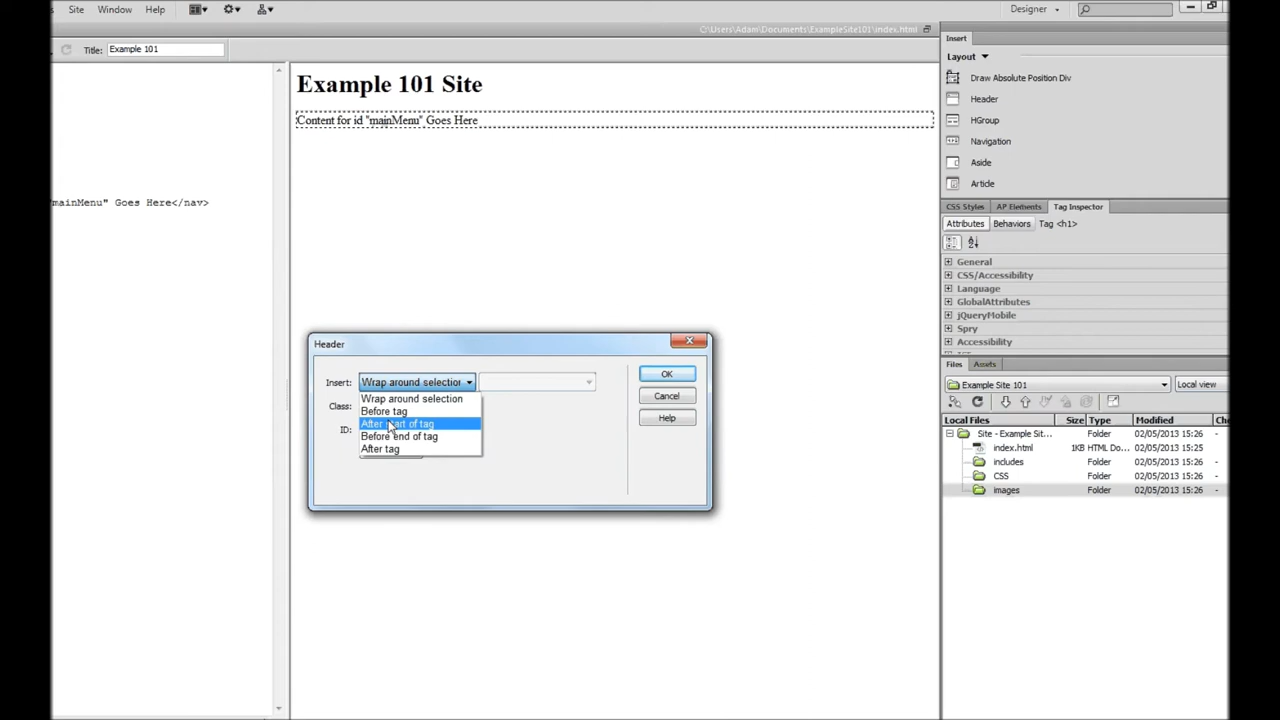 Site Window Help
Designer
C:\Users\Adam\Documents\ExampleSite101\index.html
Title: Example 101
Insert
Layout
Draw Absolute Position Div
Header
HGroup
Navigation
Aside
Article
Example 101 Site
Content for id "mainMenu" Goes Here
mainMenu" Goes Here</nav>
CSS Styles AP Elements Tag Inspector
Attributes Behaviors Tag <h1>
General
CSS/Accessibility
Language
GlobalAttributes
jQueryMobile
Spry
Header
Insert: Wrap around selection
Wrap around selection
Before tag
After start of tag
Before end of tag
After tag
Class:
ID:
OK
Cancel
Help
Files Assets
Example Site 101 Local view
Local Files Size Type Modified
Site - Example Sit... Folder 02/05/2013 15:26 -
index.html 1KB HTML Do... 02/05/2013 15:25
includes Folder 02/05/2013 15:26 -
CSS Folder 02/05/2013 15:26 -
images Folder 02/05/2013 15:26 -